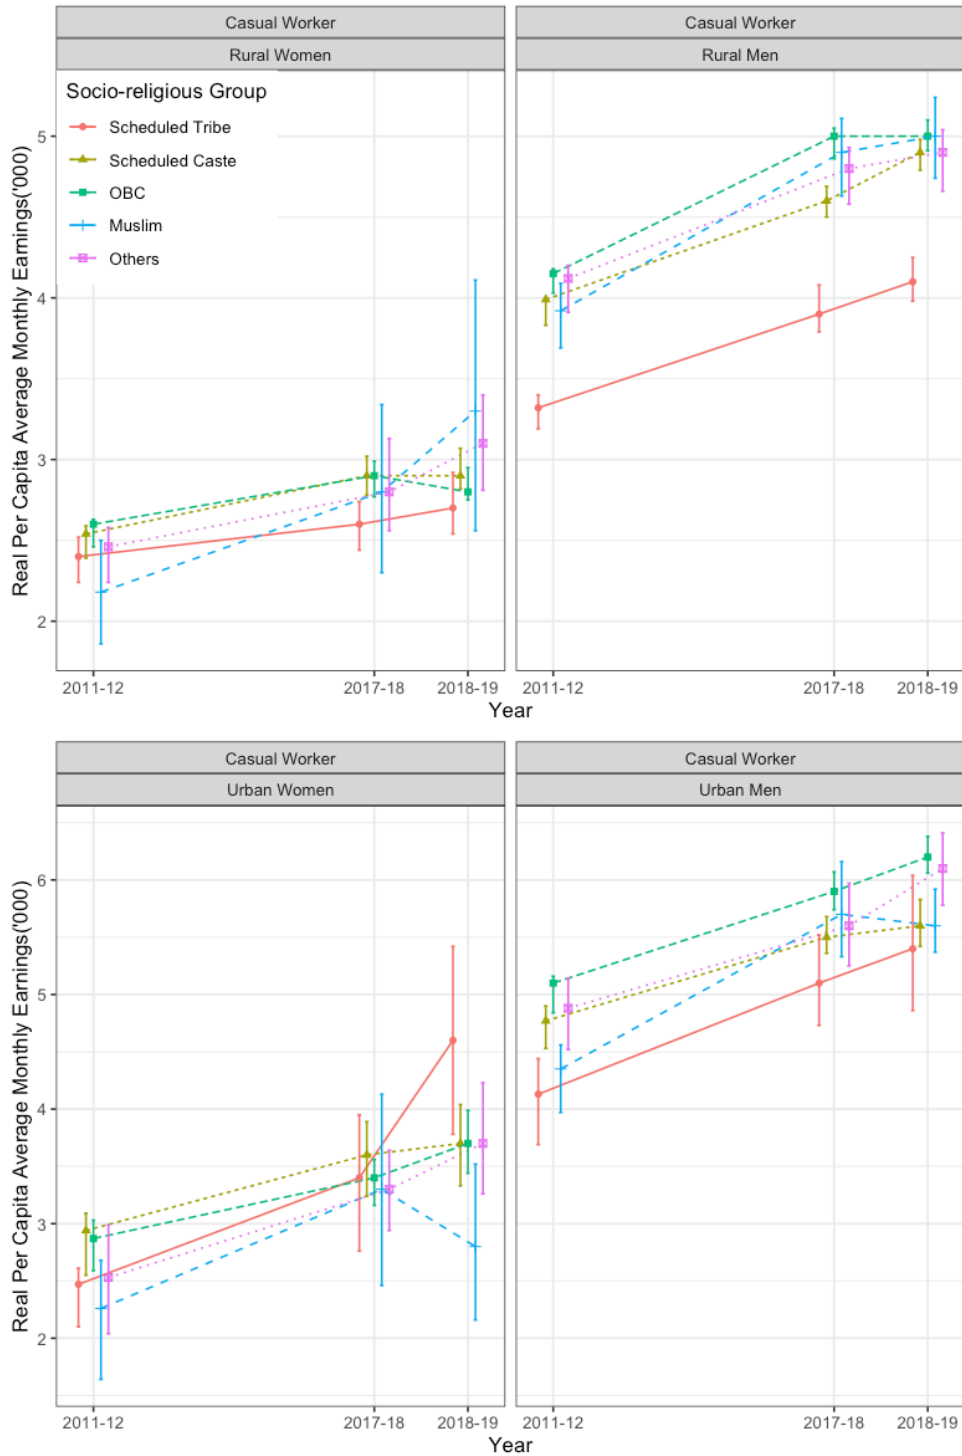 Casual Worker
Casual Worker
Rural Women
Rural Men
Socio-religious Group
Scheduled Tribe
Scheduled Caste
OBC
Muslim
Others
Real Per Capita Average Monthly Earnings('000)
5
4
3
2
2011-12
2017-18
2018-19
2011-12
2017-18
2018-19
Year
Year
Casual Worker
Casual Worker
Urban Women
Urban Men
Real Per Capita Average Monthly Earnings('000)
6
5
4
3
2
2011-12
2017-18
2018-19
2011-12
2017-18
2018-19
Year
Year